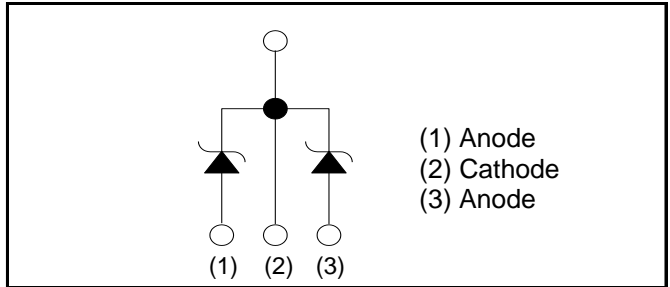 (1) Anode
(2) Cathode
(3) Anode
(1) (2) (3)